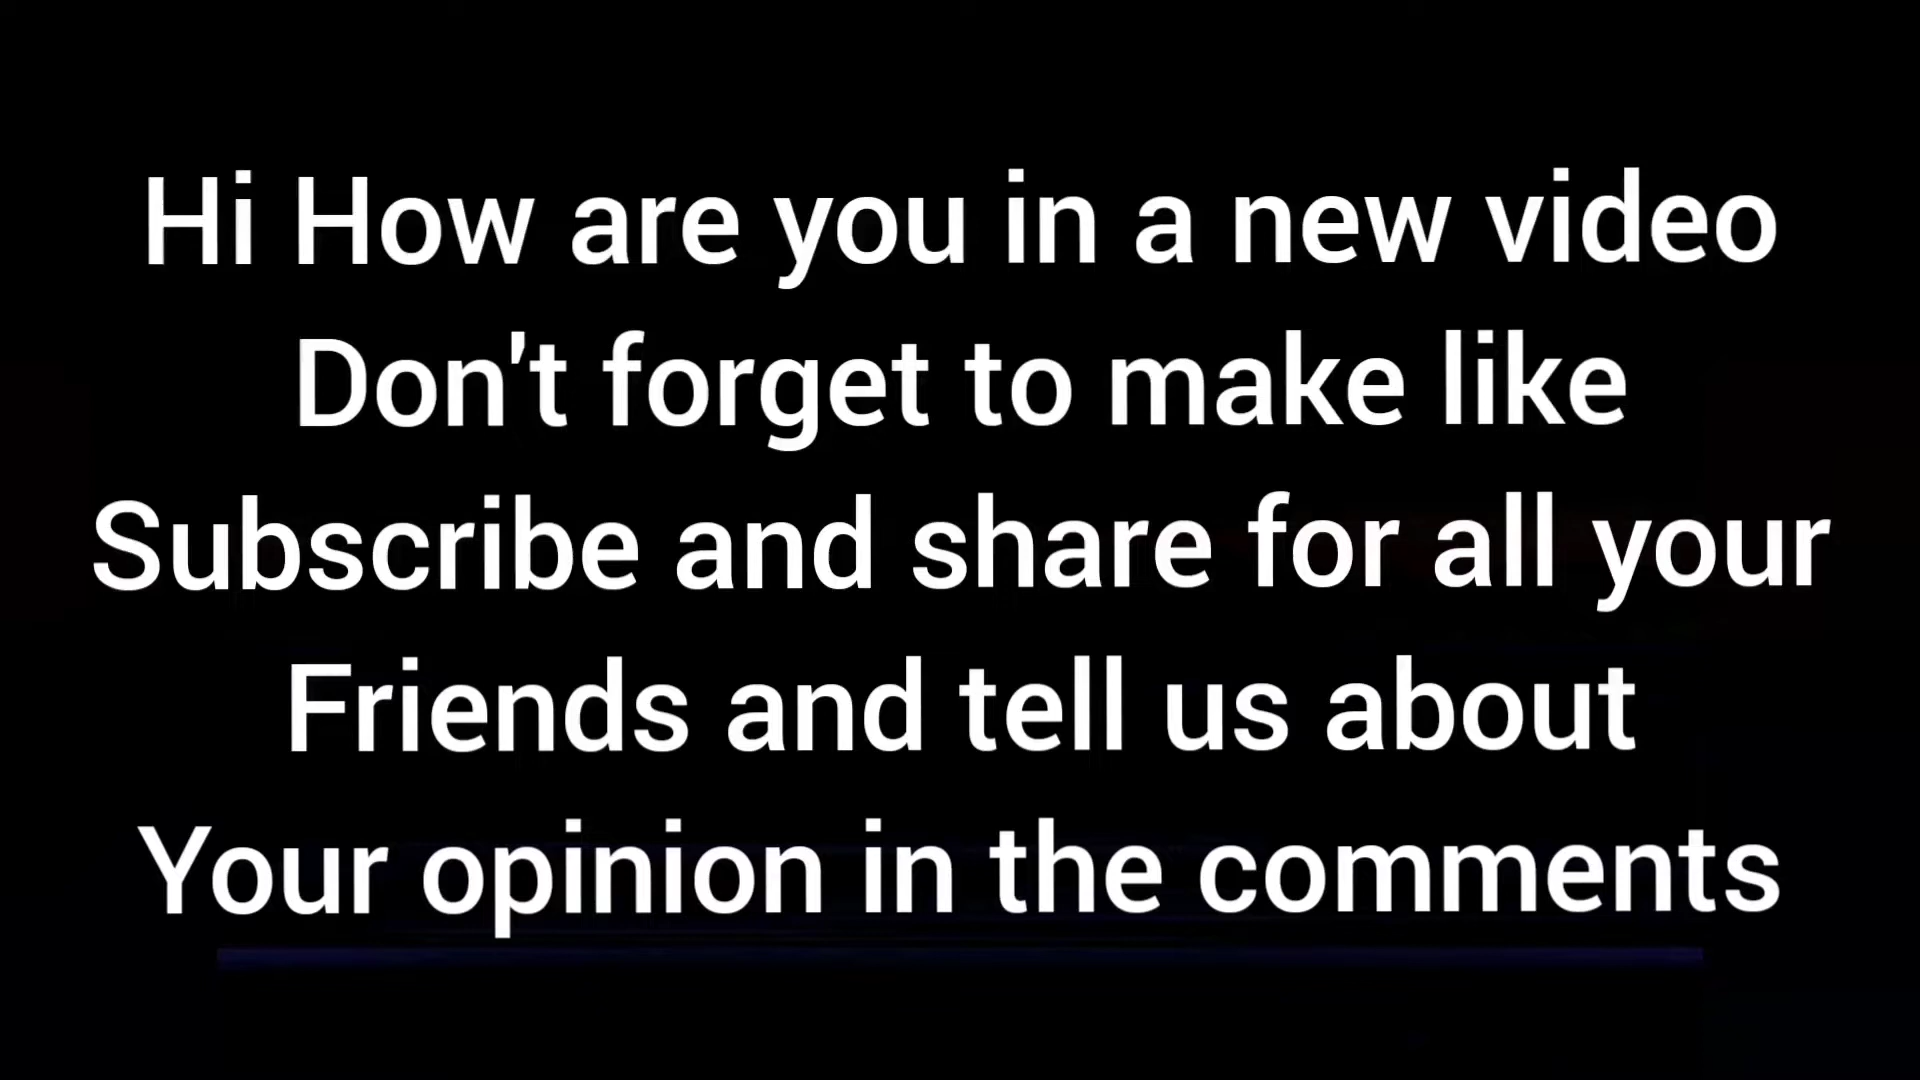 Hi How are you in a new video
Don't forget to make like
Subscribe and share for all your
Friends and tell us about
Your opinion in the comments